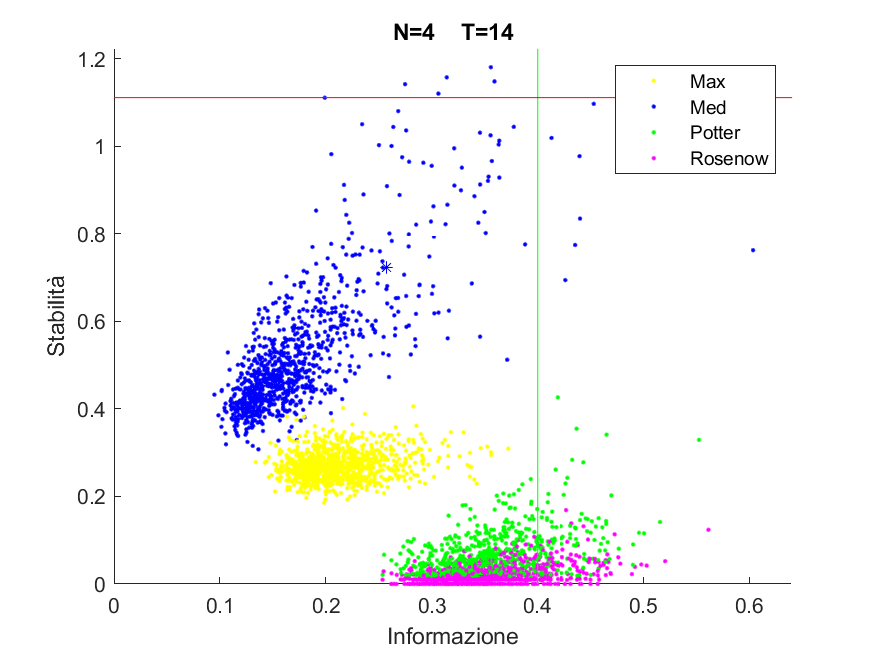 N=4 T=14
Max
Med
Potter
Rosenow
1.2
1
0.8
0.6
0.4
0.2
0
Stabilità
0 0.1 0.2 0.3 0.4 0.5 0.6
Informazione